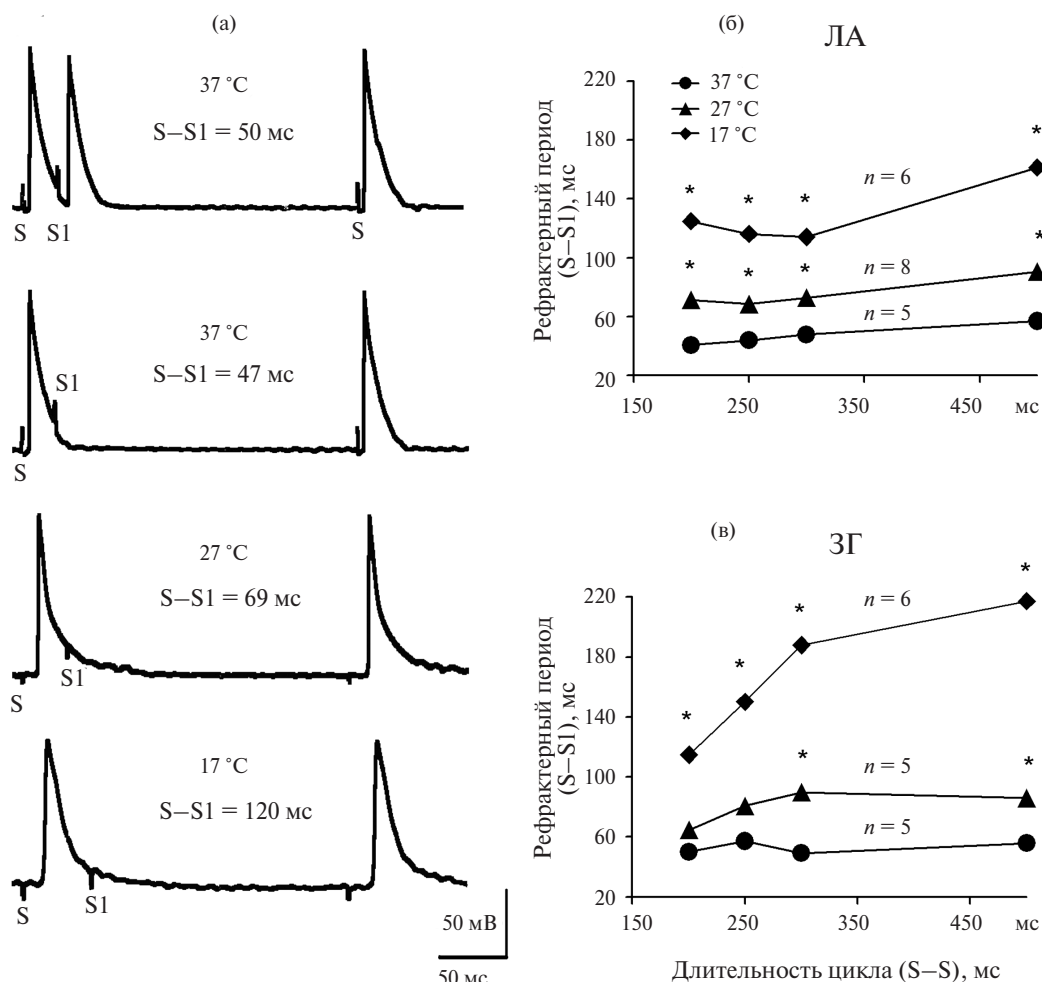 (а)
37 °C
S–S1 = 50 мс
S
S1
S
37 °C
S–S1 = 47 мс
S1
S
27 °C
S–S1 = 69 мс
S1
S
17 °C
S–S1 = 120 мс
S
S1
50 мВ
50 мс
(б)
ЛА
Рефрактерный период
(S–S1), мс
220
180
140
100
60
20
37 °C
27 °C
17 °C
n = 6
n = 8
n = 5
* * * *
* * * *
150
250
350
450
мс
(в)
ЗГ
Рефрактерный период
(S–S1), мс
220
180
140
100
60
20
n = 6
n = 5
n = 5
* * * *
* *
150
250
350
450
мс
Длительность цикла (S–S), мс